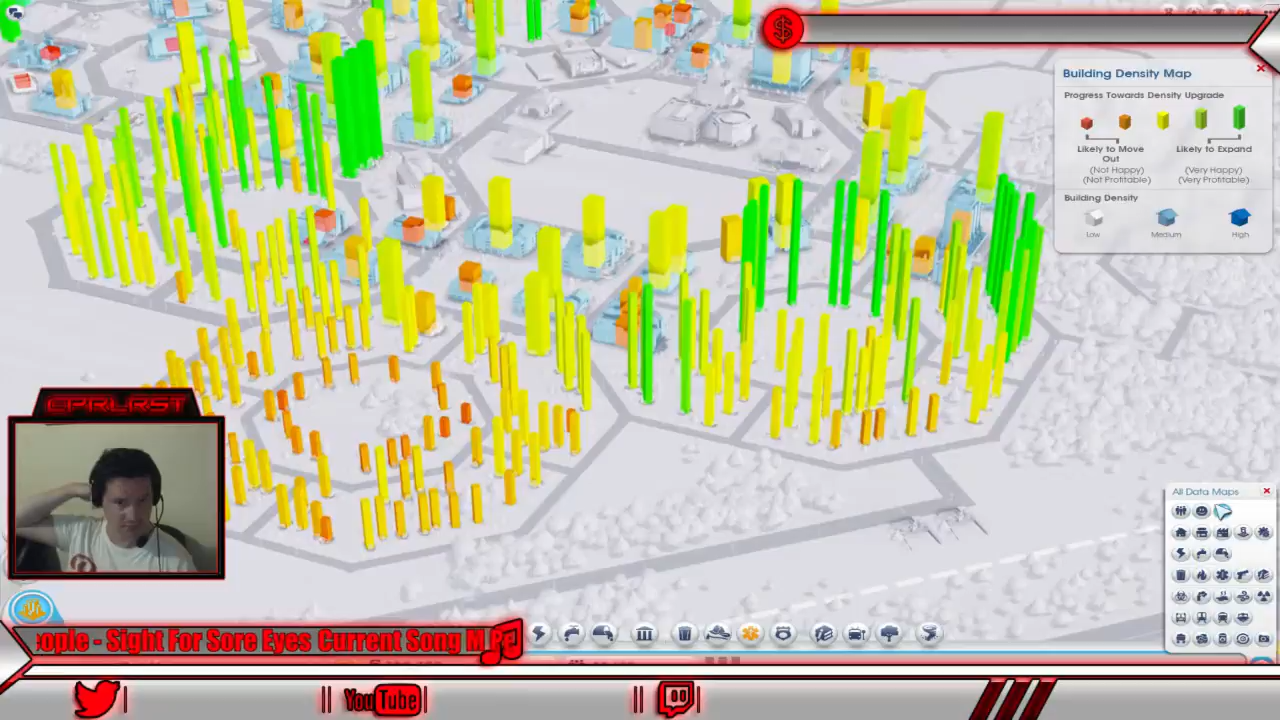 Building Density Map
Progress Towards Density Upgrade
Likely to Move Out
Likely to Expand
(Not Happy)
(Very Happy)
(Not Profitable)
(Very Profitable)
Building Density
Low
Medium
High
CPRLRST
All Data Maps
ople - Sight For Sore Eyes Current Song M P
YouTube